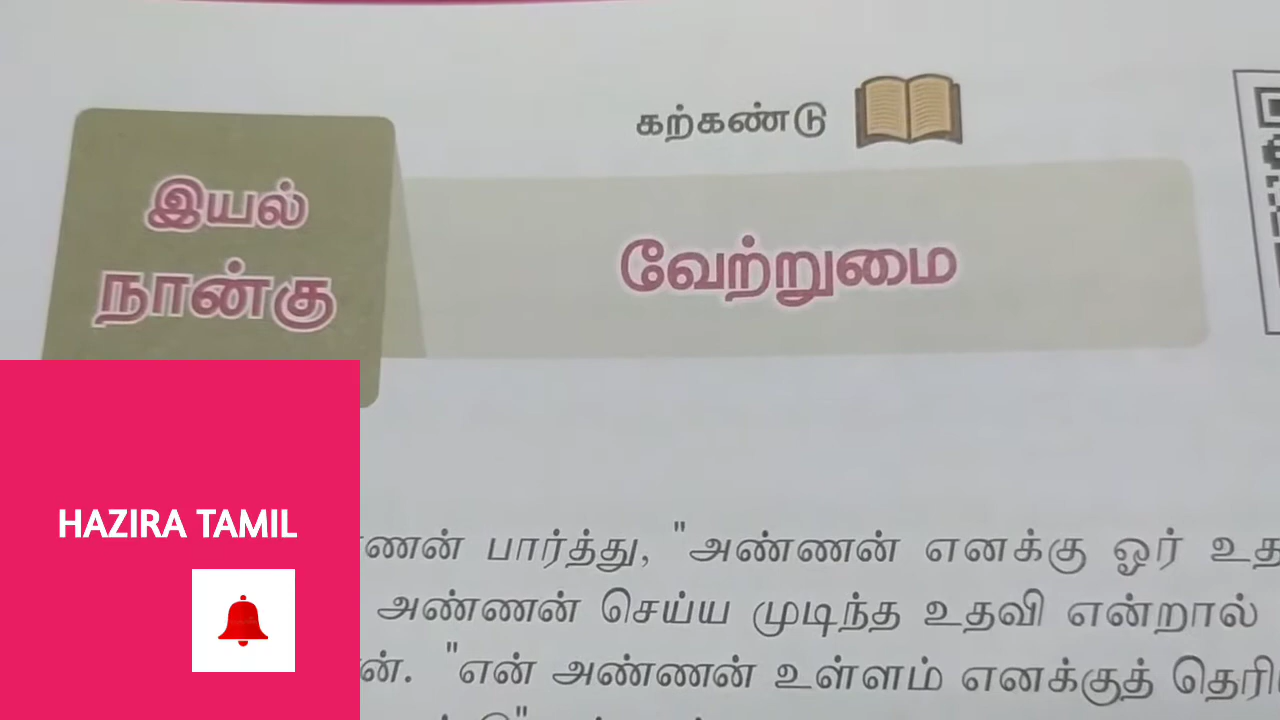 கற்கண்டு
இயல்
நான்கு
வேற்றுமை
HAZIRA TAMIL
பார்த்து, "அண்ணன் எனக்கு ஓர்
அண்ணன் செய்ய முடிந்த உதவி என்றால்
"என் அண்ணன் உள்ளம் எனக்குத்